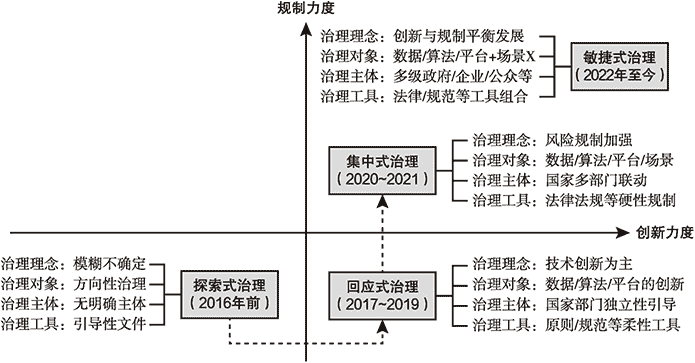 规制力度
治理理念：创新与规制平衡发展
治理对象：数据/算法/平台+场景X
治理主体：多级政府/企业/公众等
治理工具：法律/规范等工具组合
敏捷式治理
（2022年至今）
集中式治理
（2020~2021）
治理理念：风险规制加强
治理对象：数据/算法/平台/场景
治理主体：国家多部门联动
治理工具：法律法规等硬性规制
创新力度
治理理念：模糊不确定
治理对象：方向性治理
治理主体：无明确主体
治理工具：引导性文件
探索式治理
（2016年前）
回应式治理
（2017~2019）
治理理念：技术创新为主
治理对象：数据/算法/平台的创新
治理主体：国家部门独立性引导
治理工具：原则/规范等柔性工具